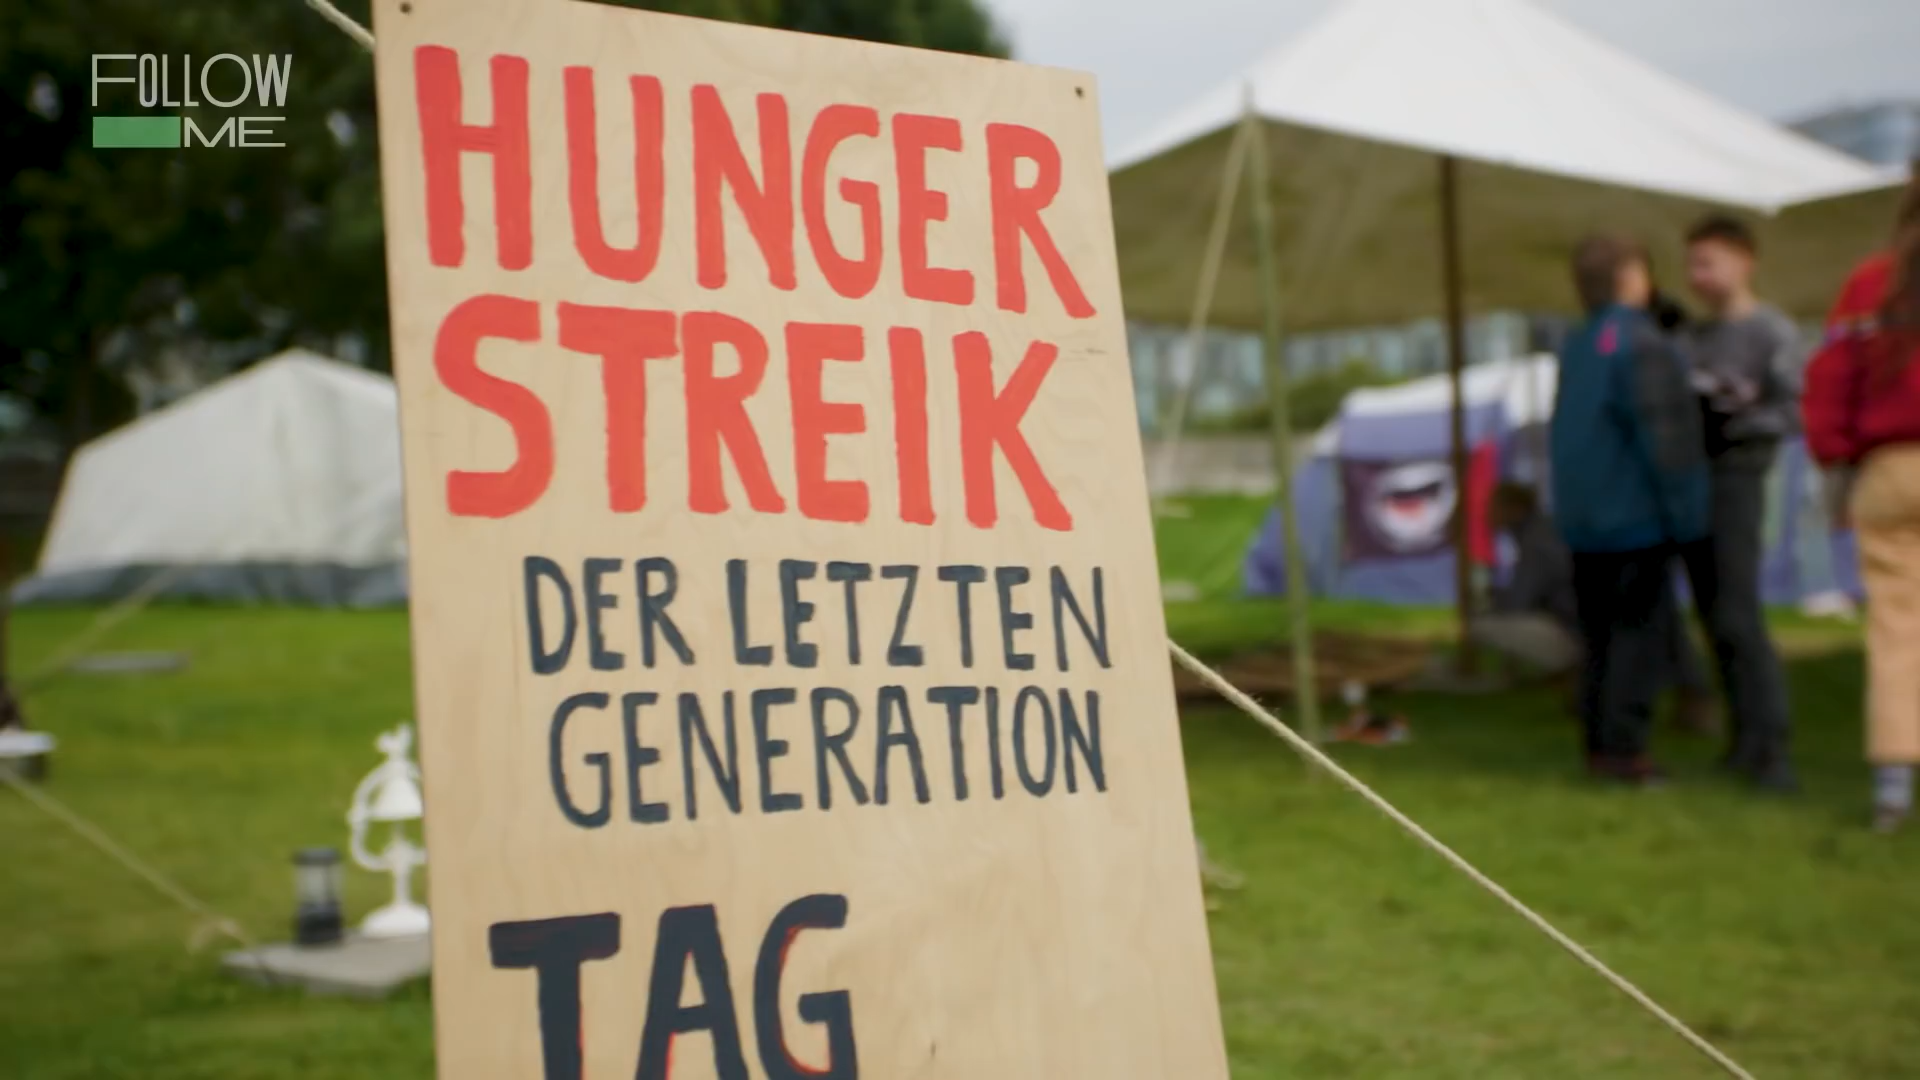 FOLLOW
ME
HUNGER
STREIK
DER LETZTEN
GENERATION
TAG